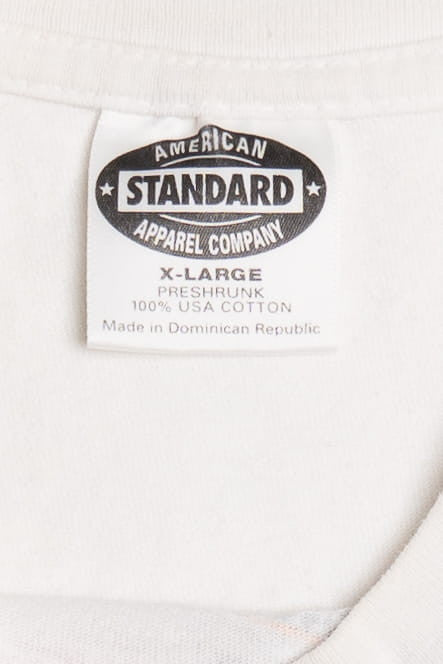 AMERICAN
STANDARD
APPAREL COMPANY
X-LARGE
PRESHRUNK
100% USA COTTON
Made in Dominican Republic